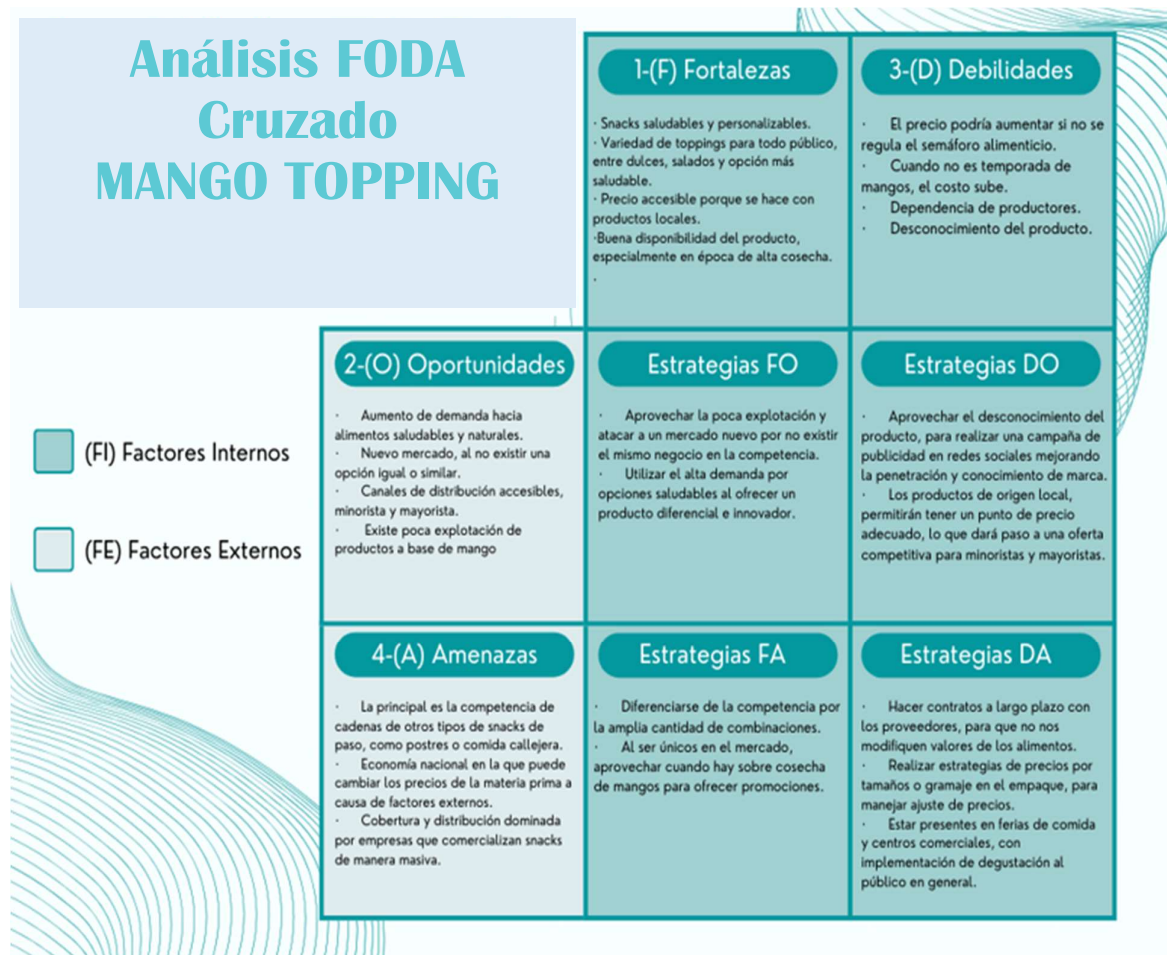 Análisis FODA
Cruzado
MANGO TOPPING
1-(F) Fortalezas
· Snacks saludables y personalizables.
· Variedad de toppings para todo público,
entre dulces, salados y opción más
saludable.
· Precio accesible porque se hace con
productos locales.
·Buena disponibilidad del producto,
especialmente en época de alta cosecha.
.
3-(D) Debilidades
· El precio podría aumentar si no se
regula el semáforo alimenticio.
· Cuando no es temporada de
mangos, el costo sube.
· Dependencia de productores.
· Desconocimiento del producto.
(FI) Factores Internos
(FE) Factores Externos
2-(O) Oportunidades
· Aumento de demanda hacia
alimentos saludables y naturales.
· Nuevo mercado, al no existir una
opción igual o similar.
· Canales de distribución accesibles,
minorista y mayorista.
· Existe poca explotación de
productos a base de mango
Estrategias FO
· Aprovechar la poca explotación y
atacar a un mercado nuevo por no existir
el mismo negocio en la competencia.
· Utilizar el alta demanda por
opciones saludables al ofrecer un
producto diferencial e innovador.
Estrategias DO
· Aprovechar el desconocimiento del
producto, para realizar una campaña de
publicidad en redes sociales mejorando
la penetración y conocimiento de marca.
· Los productos de origen local,
permitirán tener un punto de precio
adecuado, lo que dará paso a una oferta
competitiva para minoristas y mayoristas.
4-(A) Amenazas
· La principal es la competencia de
cadenas de otros tipos de snacks de
paso, como postres o comida callejera.
· Economía nacional en la que puede
cambiar los precios de la materia prima a
causa de factores externos.
· Cobertura y distribución dominada
por empresas que comercializan snacks
de manera masiva.
Estrategias FA
· Diferenciarse de la competencia por
la amplia cantidad de combinaciones.
· Al ser únicos en el mercado,
aprovechar cuando hay sobre cosecha
de mangos para ofrecer promociones.
Estrategias DA
· Hacer contratos a largo plazo con
los proveedores, para que no nos
modifiquen valores de los alimentos.
· Realizar estrategias de precios por
tamaños o gramaje en el empaque, para
manejar ajuste de precios.
· Estar presentes en ferias de comida
y centros comerciales, con
implementación de degustación al
público en general.